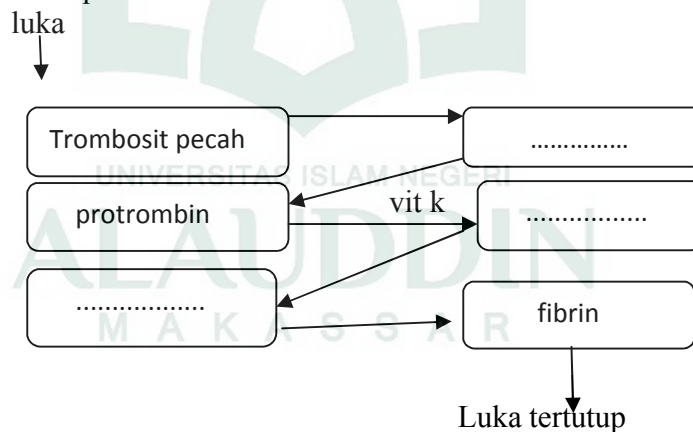 luka
Trombosit pecah
...............
UNIVERSITAS ISLAM NEGERI
protrombin
vit k
.................
ALAUDDIN
..................
fibrin
MAKASSAR
Luka tertutup